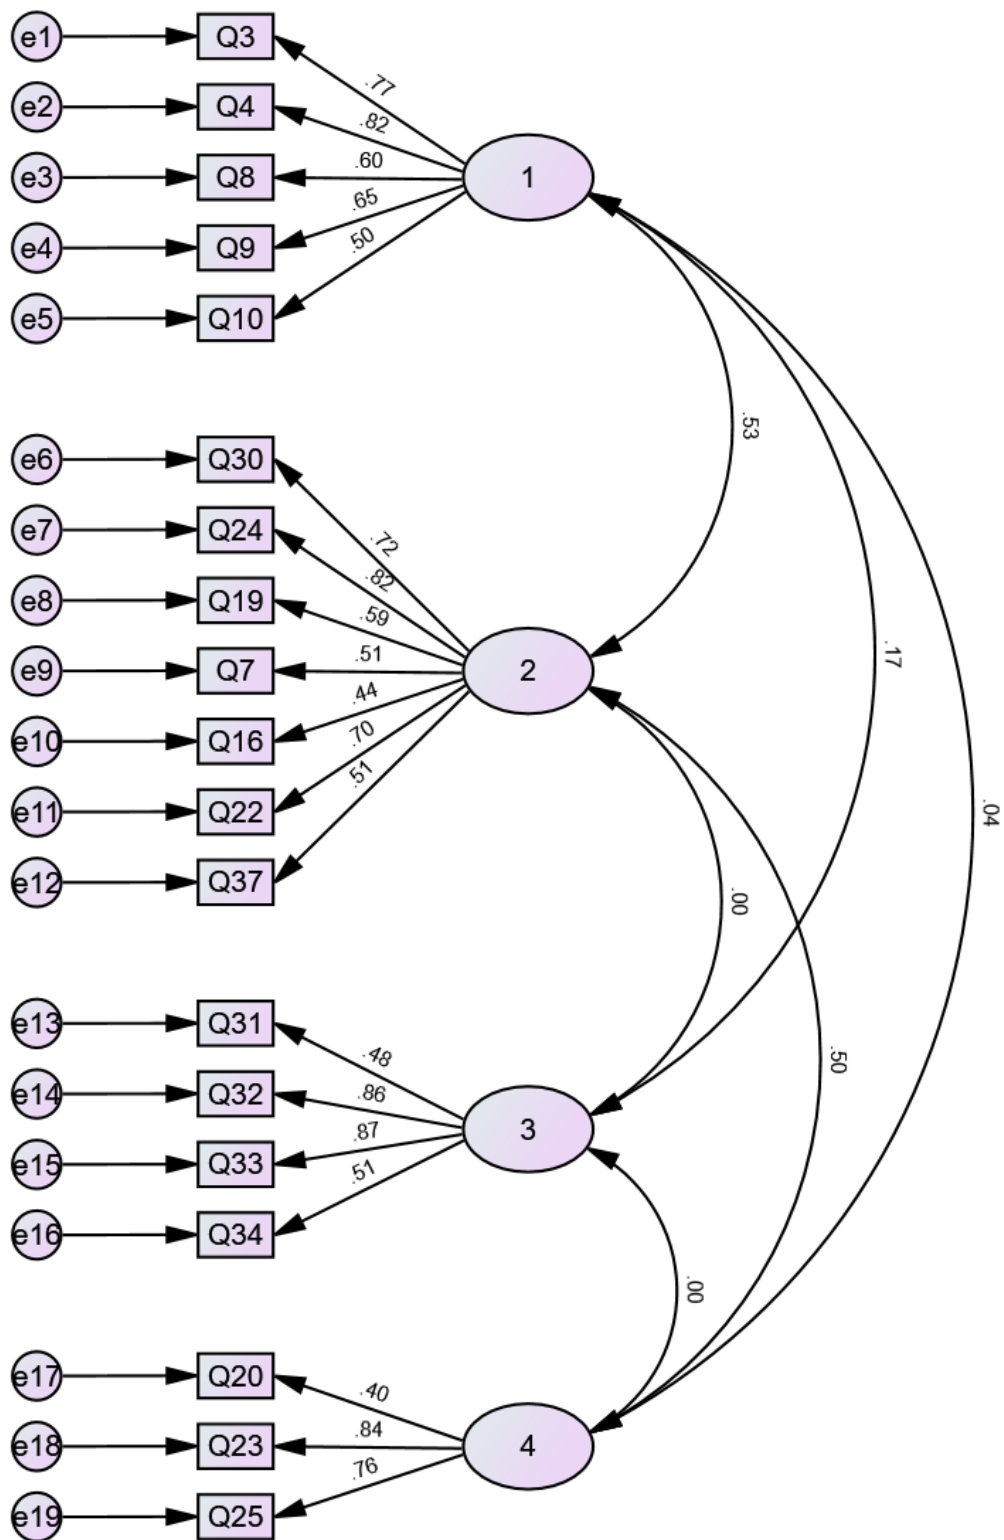 e1 Q3
.77
e2 Q4
.82
.60
e3 Q8 1
.65
e4 Q9
.50
e5 Q10
.53
e6 Q30
.72
e7 Q24
.82
e8 Q19
.59
.17
.51
e9 Q7 2
.44
e10 Q16
.70
.51
e11 Q22
.04
e12 Q37
.00
e13 Q31
.48
.50
e14 Q32
.86
.87
3
e15 Q33
.51
e16 Q34
.00
e17 Q20
.40
.84
e18 Q23 4
.76
e19 Q25